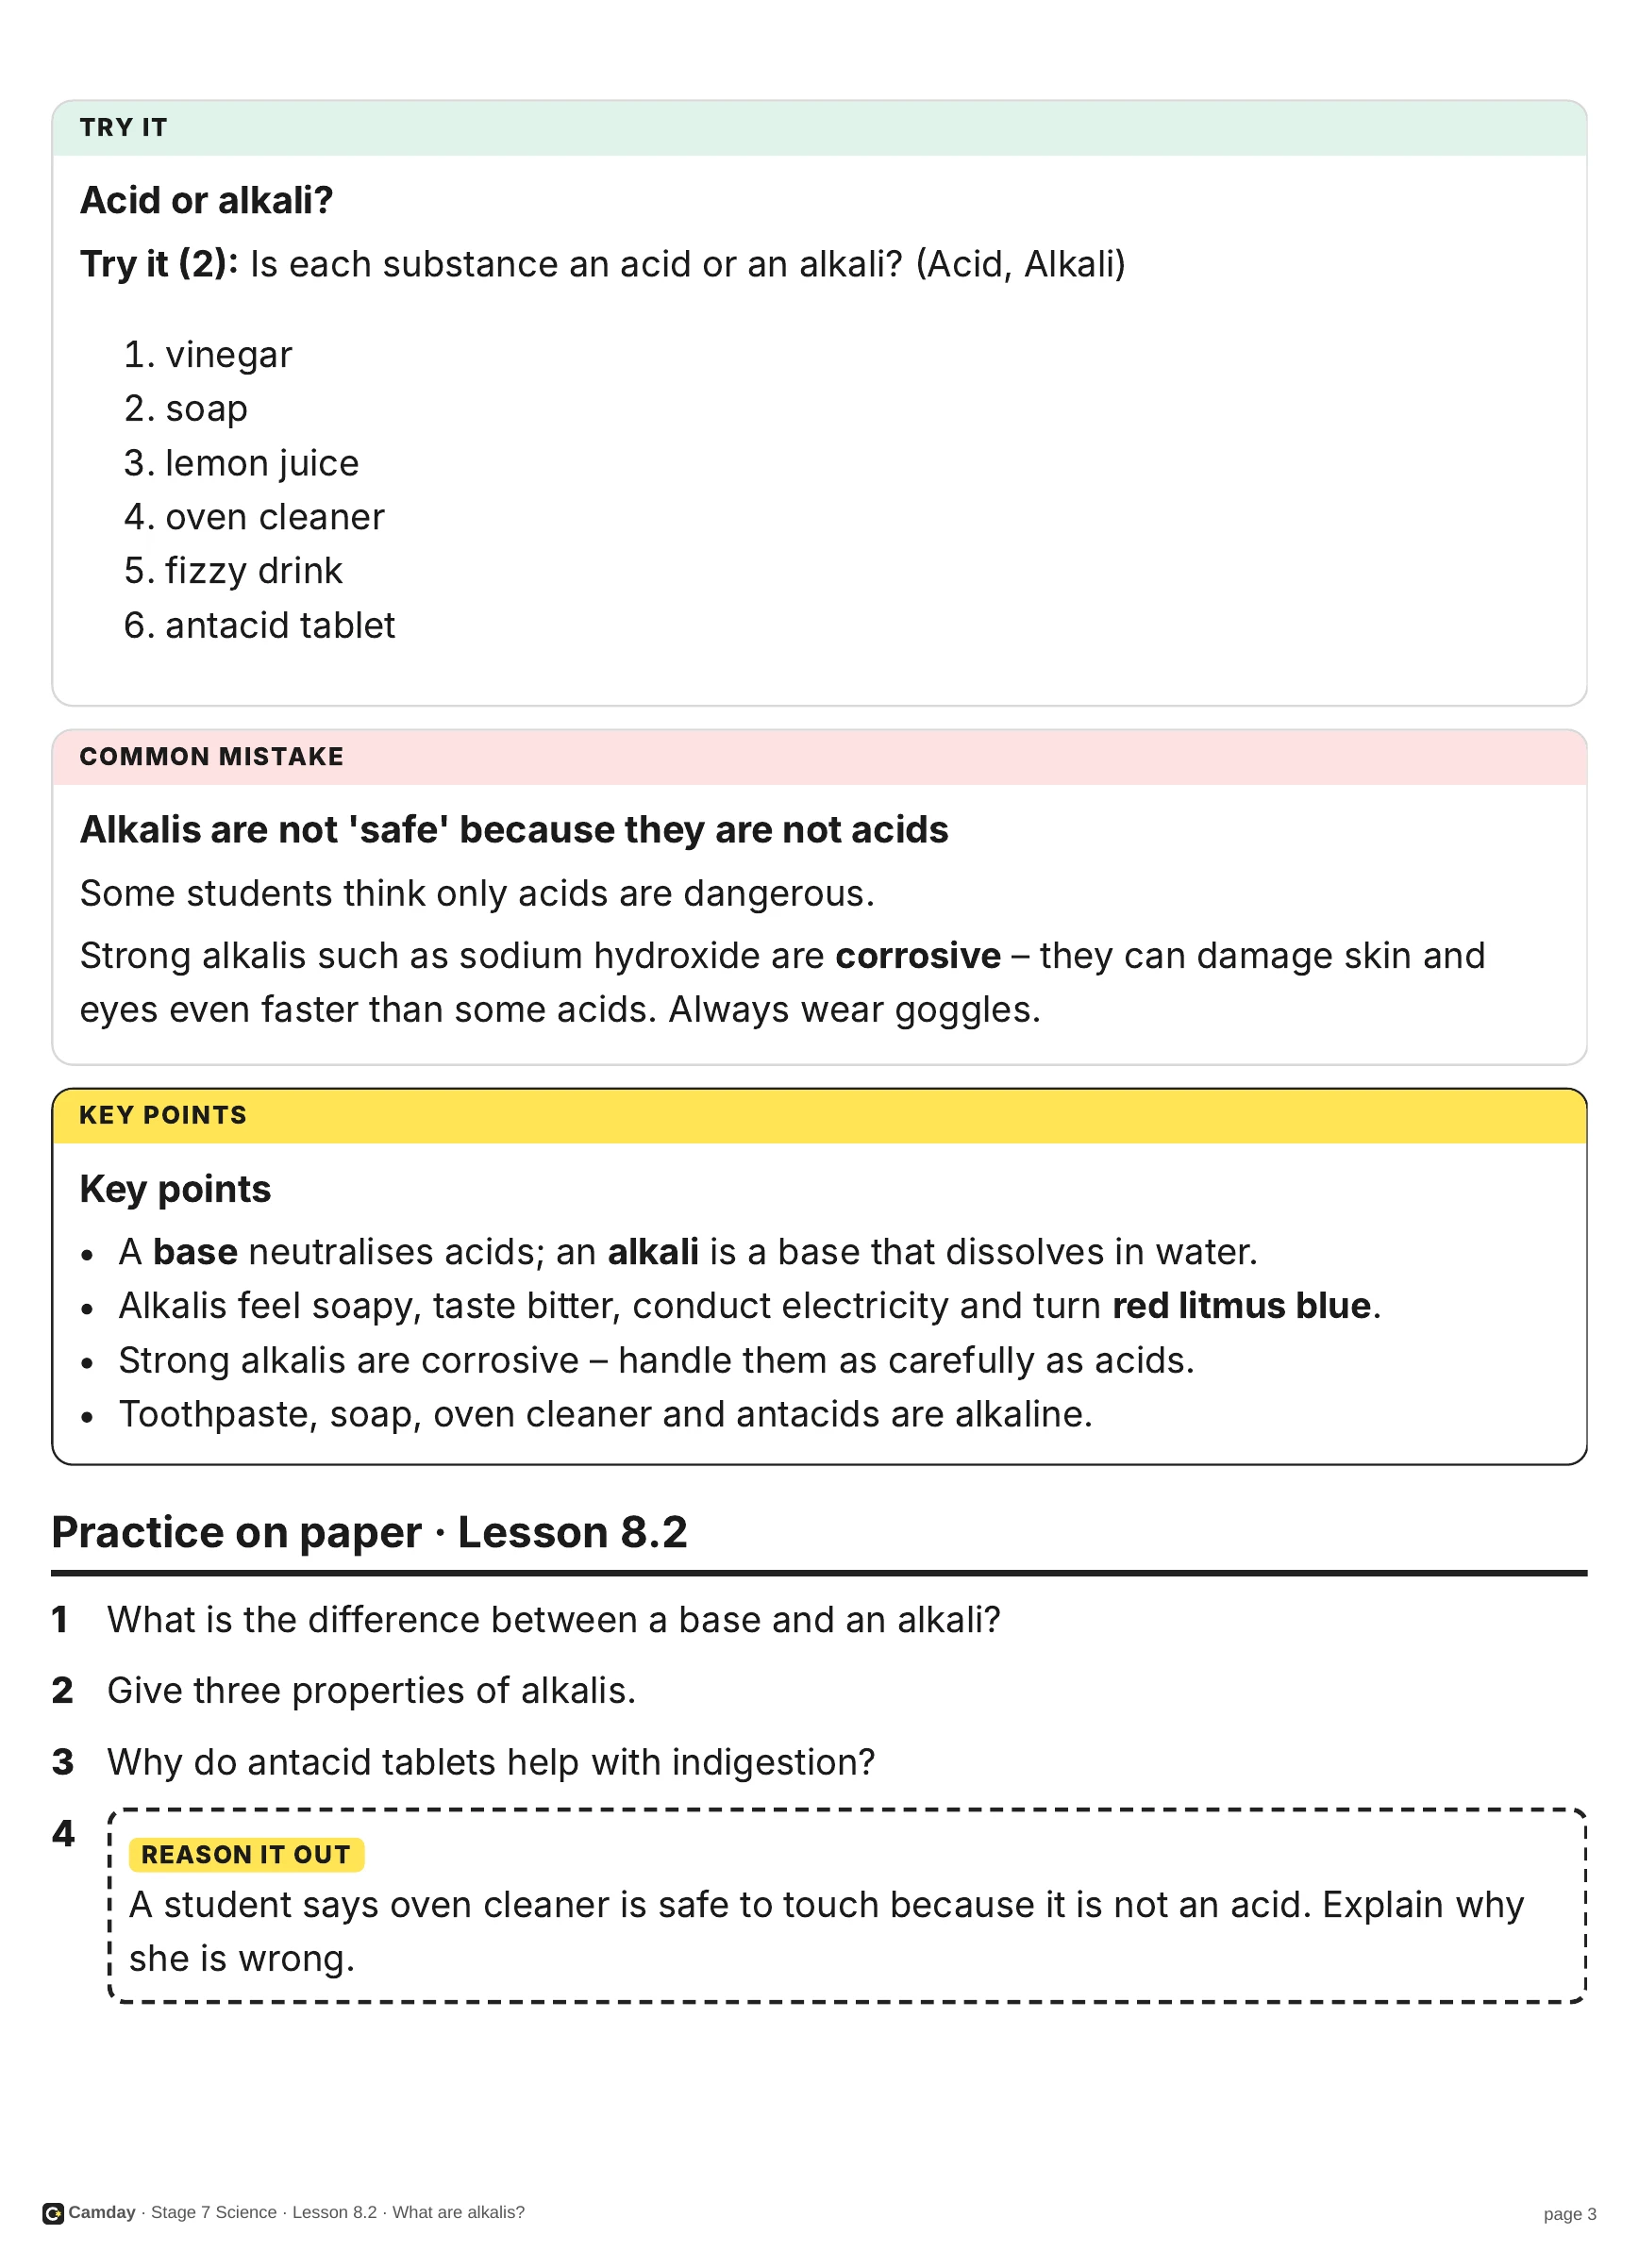 TRY IT
Acid or alkali?
Try it (2): Is each substance an acid or an alkali? (Acid, Alkali)
1. vinegar
2. soap
3. lemon juice
4. oven cleaner
5. fizzy drink
6. antacid tablet
COMMON MISTAKE
Alkalis are not 'safe' because they are not acids
Some students think only acids are dangerous.
Strong alkalis such as sodium hydroxide are corrosive – they can damage skin and
eyes even faster than some acids. Always wear goggles.
KEY POINTS
Key points
• A base neutralises acids; an alkali is a base that dissolves in water.
• Alkalis feel soapy, taste bitter, conduct electricity and turn red litmus blue.
• Strong alkalis are corrosive – handle them as carefully as acids.
• Toothpaste, soap, oven cleaner and antacids are alkaline.
Practice on paper · Lesson 8.2
1 What is the difference between a base and an alkali?
2 Give three properties of alkalis.
3 Why do antacid tablets help with indigestion?
4
REASON IT OUT
A student says oven cleaner is safe to touch because it is not an acid. Explain why
she is wrong.
Camday · Stage 7 Science · Lesson 8.2 · What are alkalis? page 3